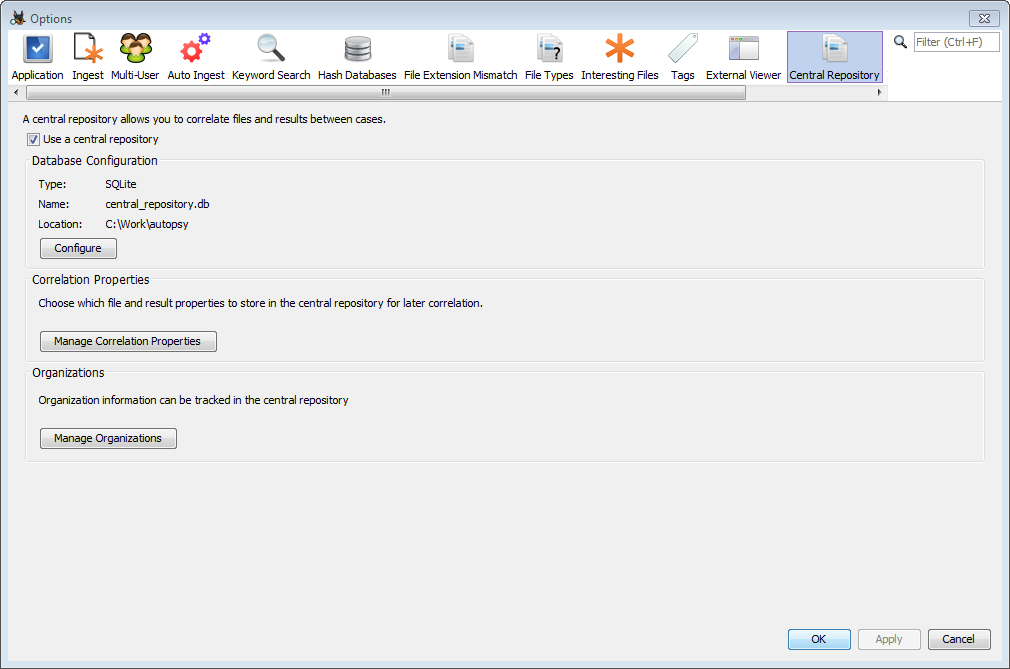 Options
Application Ingest Multi-User Auto Ingest Keyword Search Hash Databases File Extension Mismatch File Types Interesting Files Tags External Viewer Central Repository Filter (Ctrl+F)
A central repository allows you to correlate files and results between cases.
Use a central repository
Database Configuration
Type: SQLite
Name: central_repository.db
Location: C:\Work\autopsy
Configure
Correlation Properties
Choose which file and result properties to store in the central repository for later correlation.
Manage Correlation Properties
Organizations
Organization information can be tracked in the central repository
Manage Organizations
OK Apply Cancel